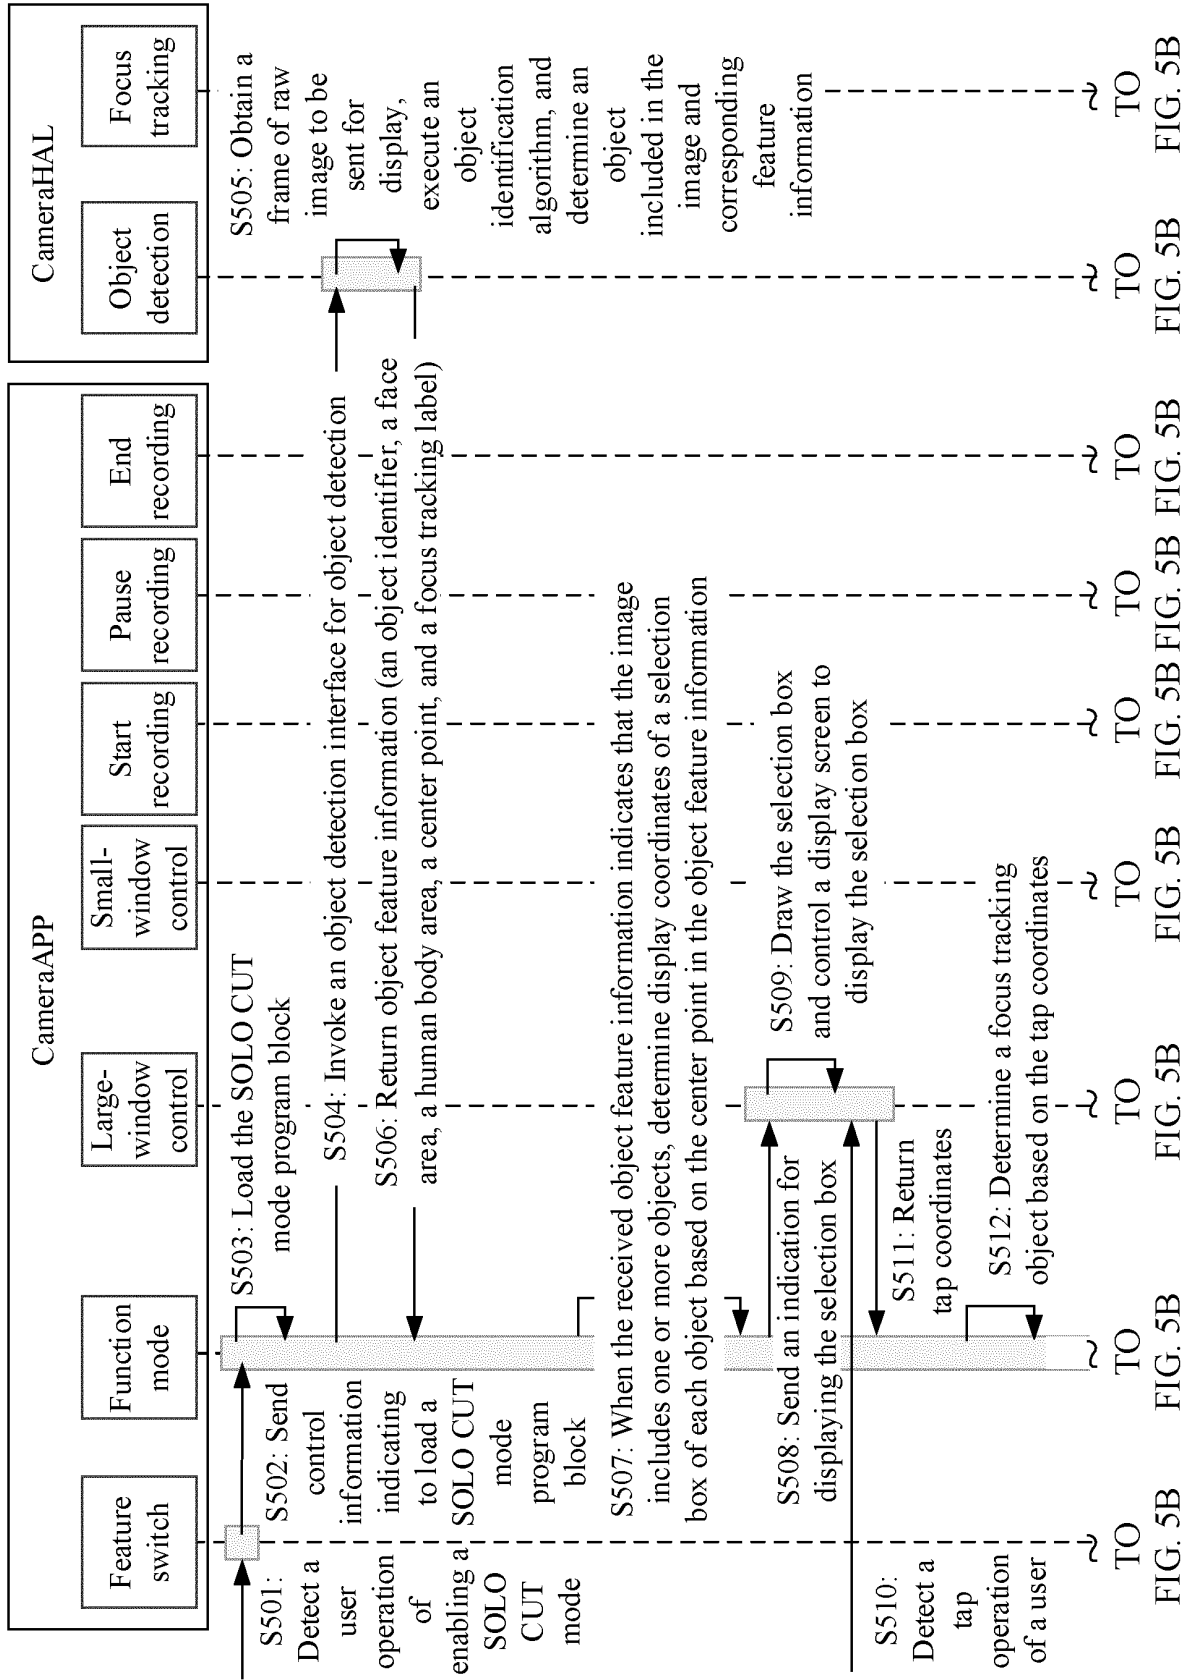 CameraAPP
CameraHAL
Feature
switch
Function
mode
Large-
window
control
Small-
window
control
Start
recording
Pause
recording
End
recording
Object
detection
Focus
tracking
S501:
Detect a
user
operation
of
enabling a
SOLO
CUT
mode
S502: Send
control
information
indicating
to load a
SOLO CUT
mode
program
block
S503: Load the SOLO CUT
mode program block
S504: Invoke an object detection interface for object detection
S505: Obtain a
frame of raw
image to be
sent for
display,
execute an
object
identification
algorithm, and
determine an
object
included in the
image and
corresponding
feature
information
S506: Return object feature information (an object identifier, a face
area, a human body area, a center point, and a focus tracking label)
S507: When the received object feature information indicates that the image
includes one or more objects, determine display coordinates of a selection
box of each object based on the center point in the object feature information
S508: Send an indication for
displaying the selection box
S509: Draw the selection box
and control a display screen to
display the selection box
S510:
Detect a
tap
operation
of a user
S511: Return
tap coordinates
S512: Determine a focus tracking
object based on the tap coordinates
TO
FIG. 5B
TO
FIG. 5B
TO
FIG. 5B
TO
FIG. 5B
TO
FIG. 5B
TO
FIG. 5B
TO
FIG. 5B
TO
FIG. 5B
TO
FIG. 5B